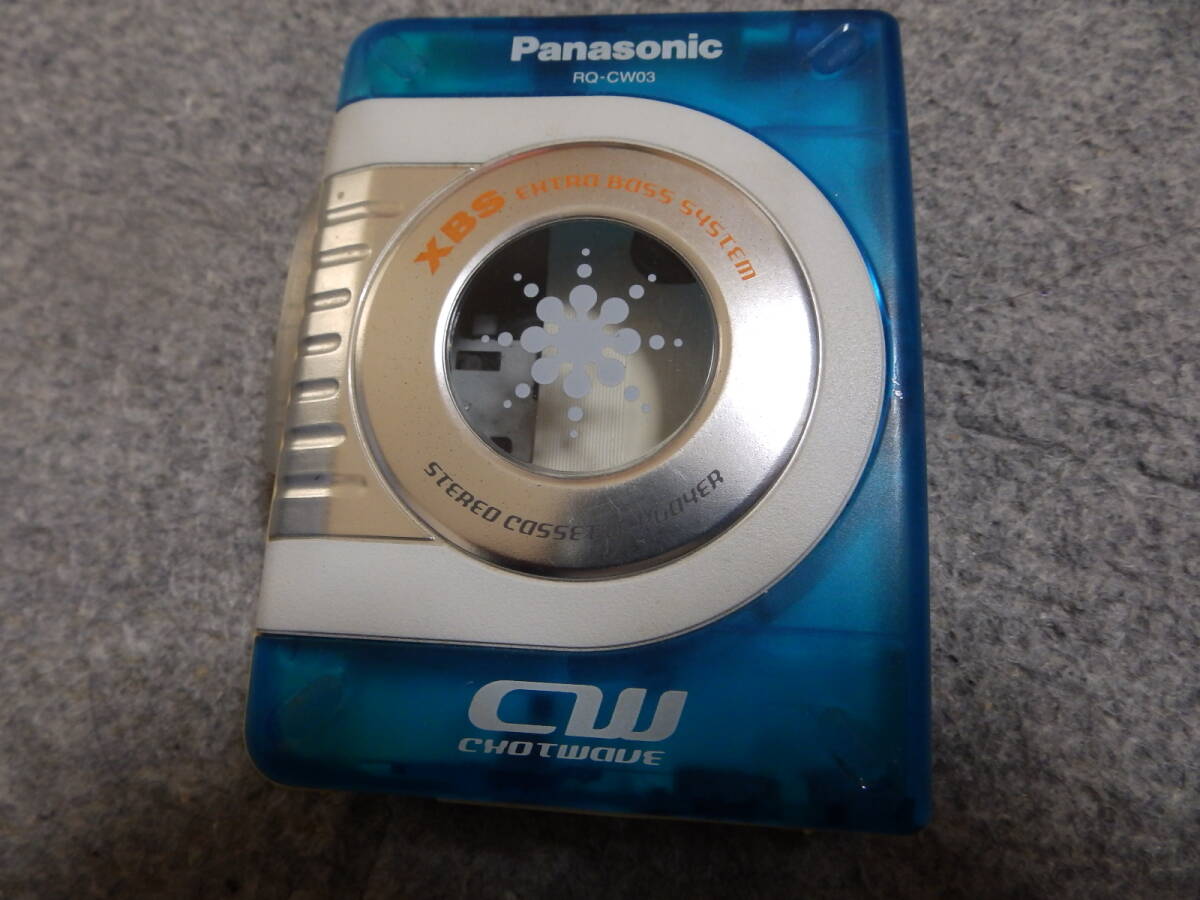 Panasonic
RQ-CW03
XBS EXTRA BASS SYSTEM
STEREO CASSETTE PLAYER
CW
CHOTWAVE